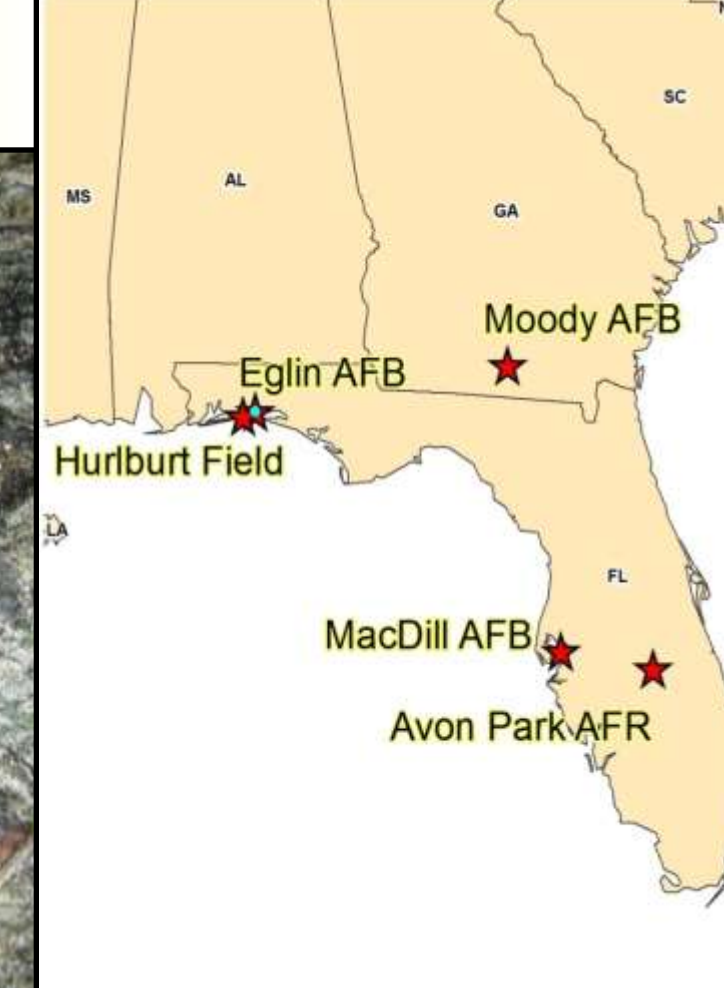 SC
MS
AL
GA
Moody AFB
Eglin AFB
Hurlburt Field
LA
FL
MacDill AFB
Avon Park AFR